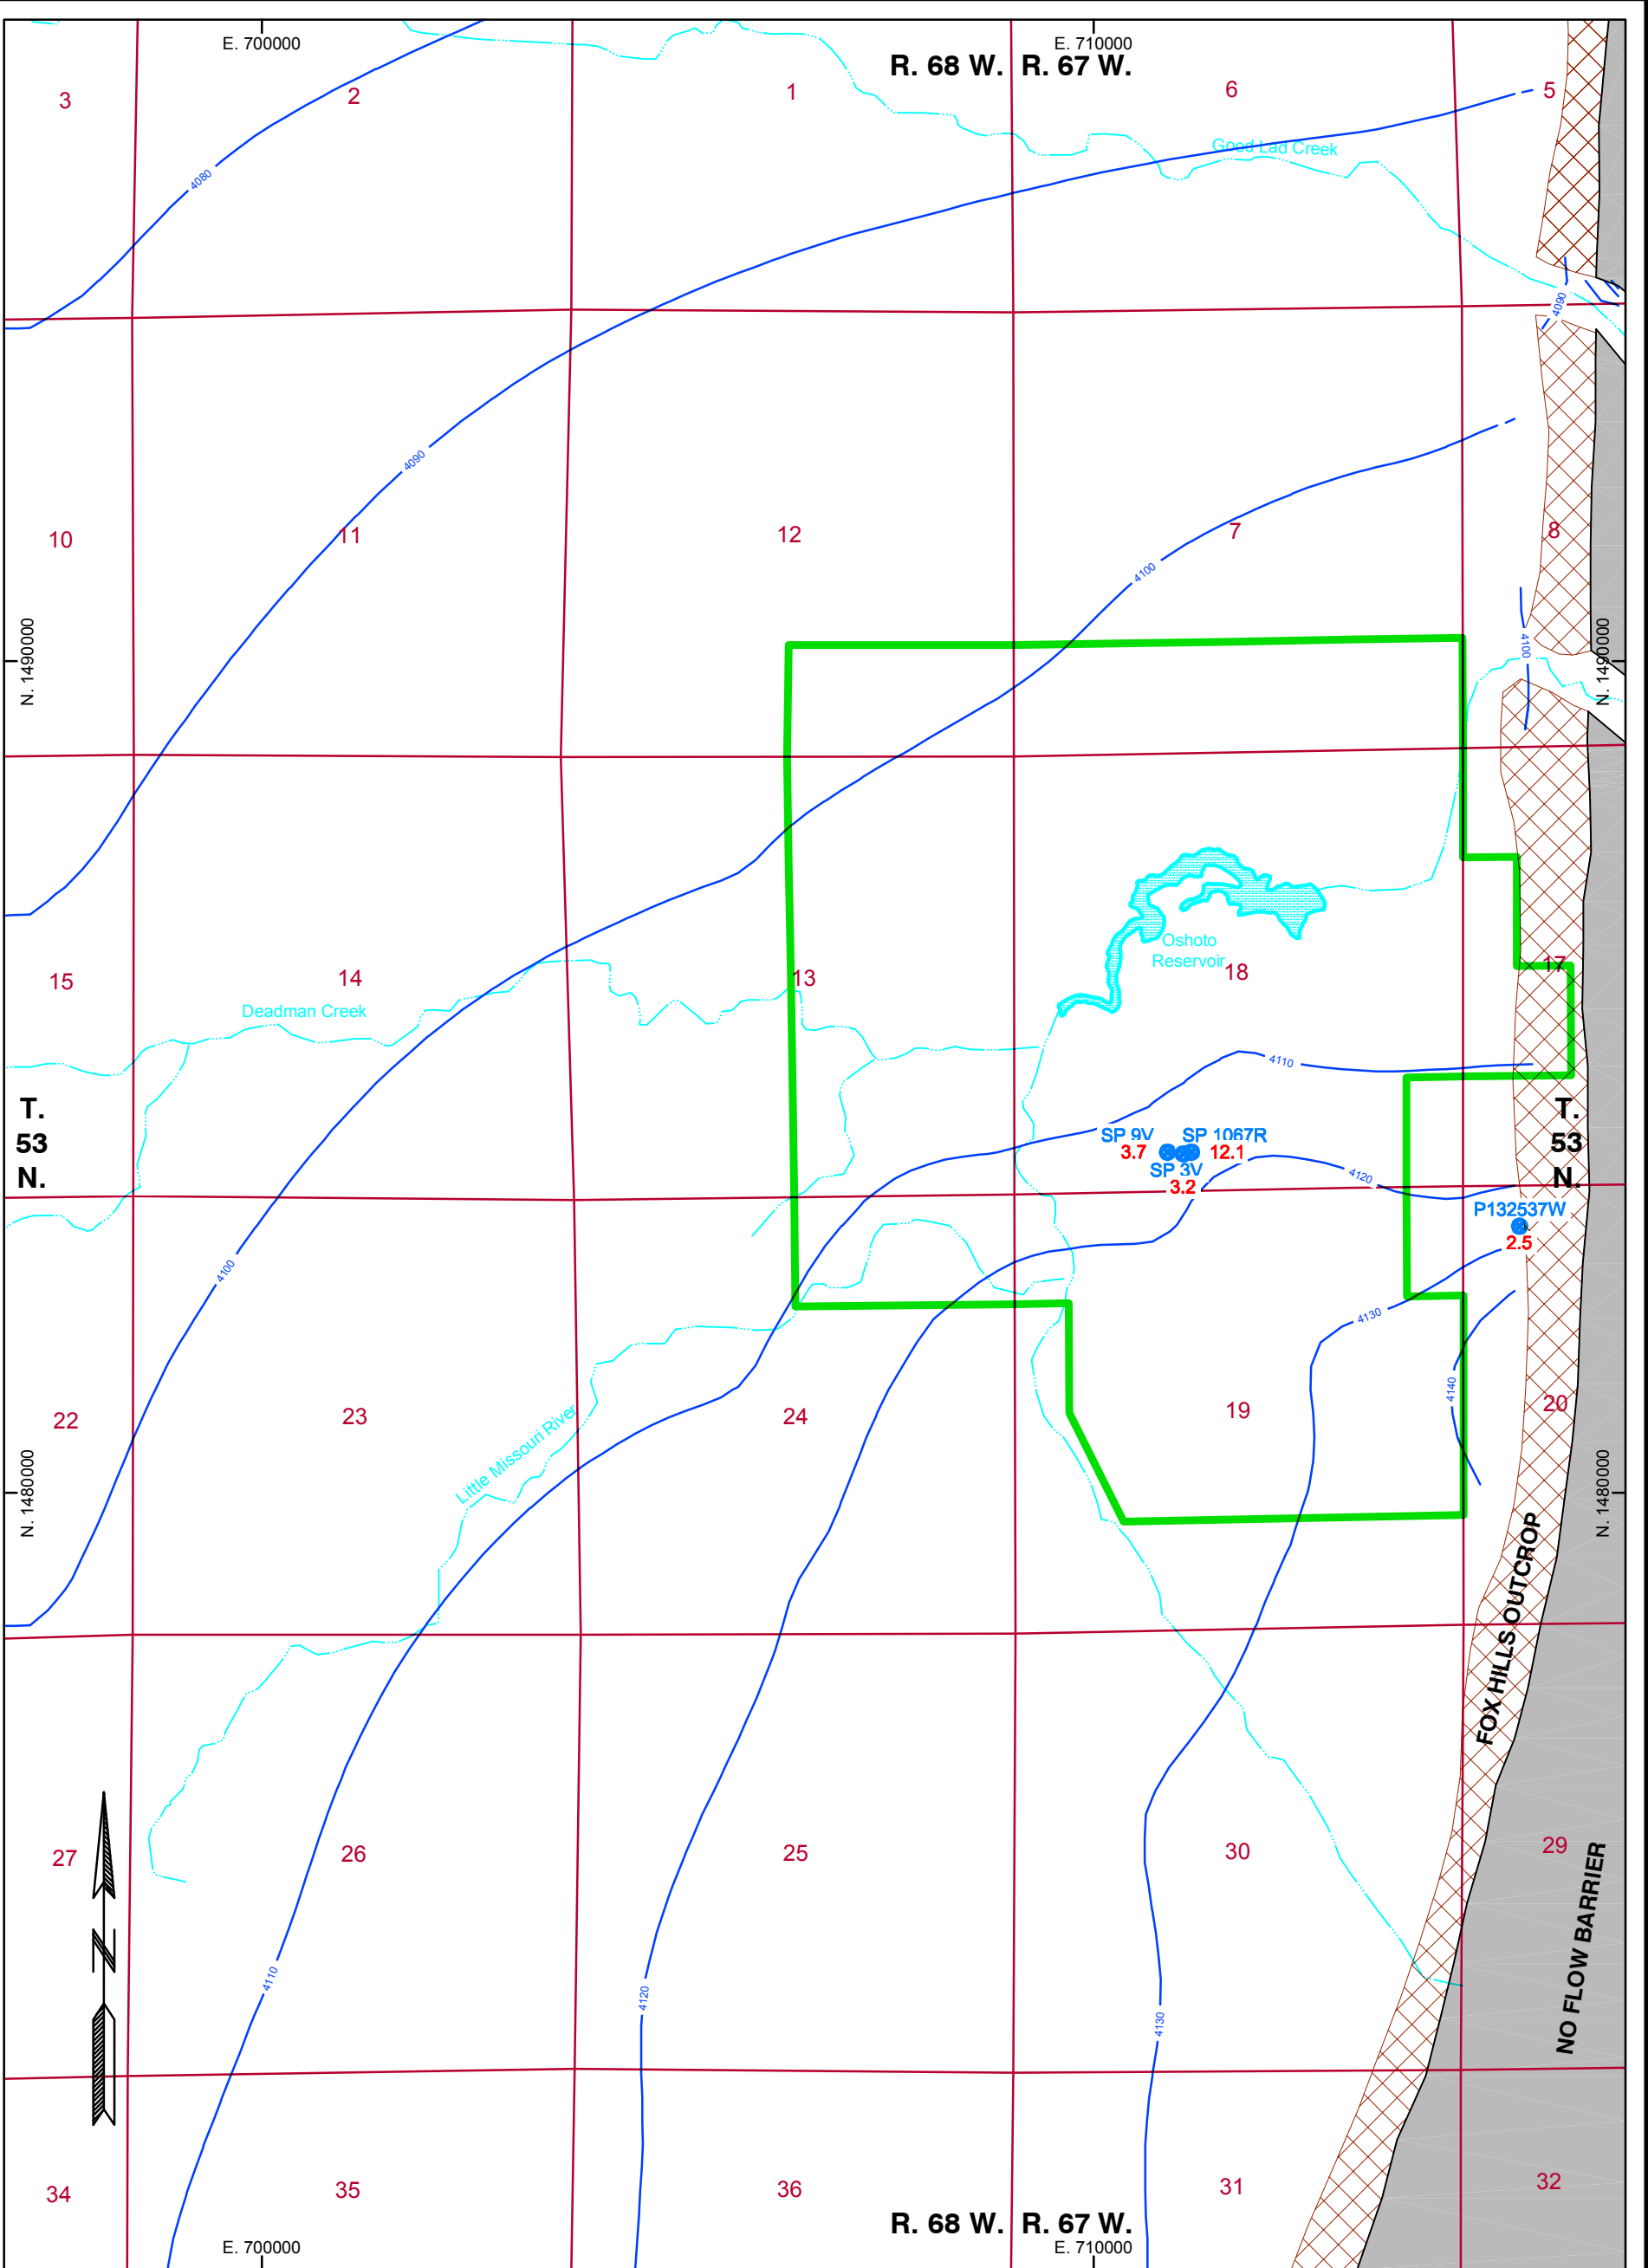 E. 700000
E. 710000
R. 68 W.
R. 67 W.
3
2
1
6
5
Good Lad Creek
4080
4090
4090
10
11
12
7
8
4100
N. 1490000
4100
N. 1490000
Oshoto
Reservoir
15
14
13
18
17
Deadman Creek
4110
T.
53
N.
T.
53
N.
SP 9V
SP 1067R
3.7
12.1
SP 3V
3.2
4120
P132537W
2.5
4100
4130
4140
22
23
24
19
20
Little Missouri River
N. 1480000
N. 1480000
FOX HILLS OUTCROP
27
26
25
30
29
NO FLOW BARRIER
N
4110
4120
4130
34
35
36
31
32
R. 68 W.
R. 67 W.
E. 700000
E. 710000